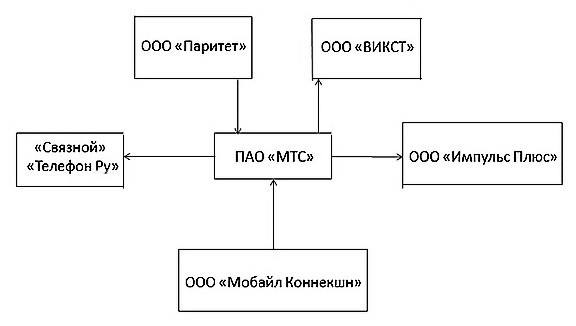 ООО «Паритет»
ООО «ВИКСТ»
«Связной»
«Телефон Ру»
ПАО «МТС»
ООО «Импульс Плюс»
ООО «Мобайл Коннекшн»